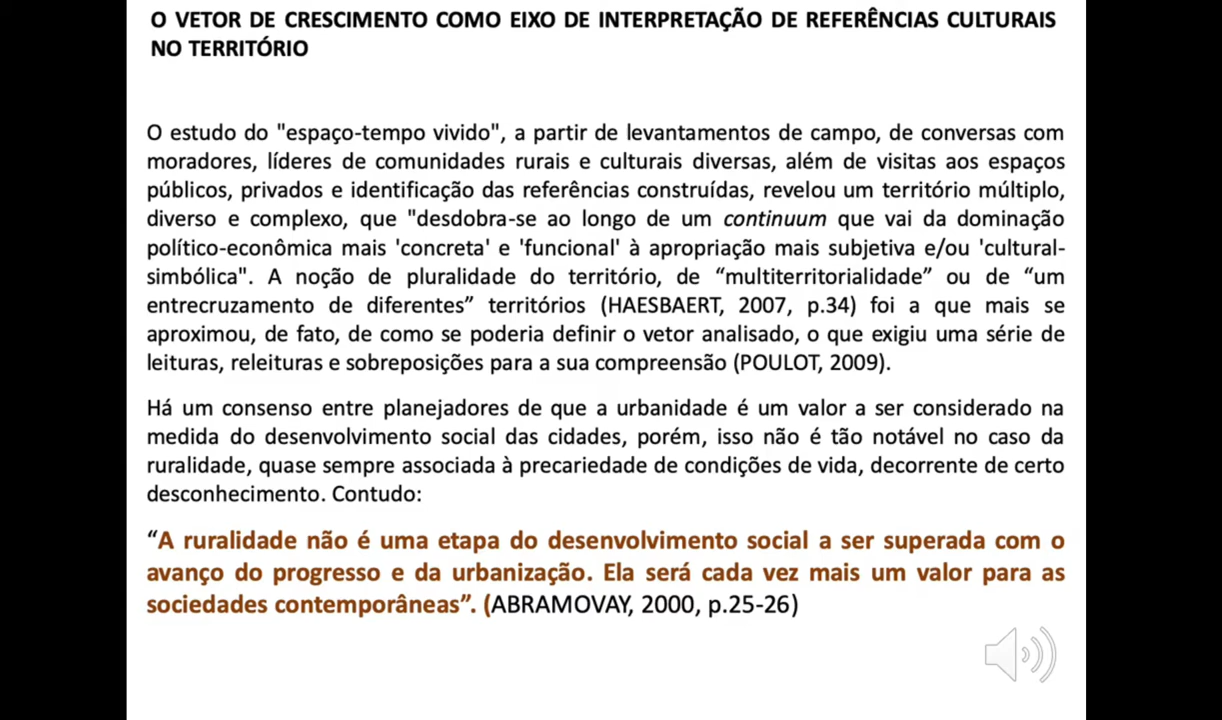 O VETOR DE CRESCIMENTO COMO EIXO DE INTERPRETAÇÃO DE REFERÊNCIAS CULTURAIS
NO TERRITÓRIO
O estudo do "espaço-tempo vivido", a partir de levantamentos de campo, de conversas com
moradores, líderes de comunidades rurais e culturais diversas, além de visitas aos espaços
públicos, privados e identificação das referências construídas, revelou um território múltiplo,
diverso e complexo, que "desdobra-se ao longo de um continuum que vai da dominação
político-econômica mais 'concreta' e 'funcional' à apropriação mais subjetiva e/ou 'cultural-
simbólica". A noção de pluralidade do território, de “multiterritorialidade” ou de “um
entrecruzamento de diferentes” territórios (HAESBAERT, 2007, p.34) foi a que mais se
aproximou, de fato, de como se poderia definir o vetor analisado, o que exigiu uma série de
leituras, releituras e sobreposições para a sua compreensão (POULOT, 2009).
Há um consenso entre planejadores de que a urbanidade é um valor a ser considerado na
medida do desenvolvimento social das cidades, porém, isso não é tão notável no caso da
ruralidade, quase sempre associada à precariedade de condições de vida, decorrente de certo
desconhecimento. Contudo:
“A ruralidade não é uma etapa do desenvolvimento social a ser superada com o
avanço do progresso e da urbanização. Ela será cada vez mais um valor para as
sociedades contemporâneas”. (ABRAMOVAY, 2000, p.25-26)